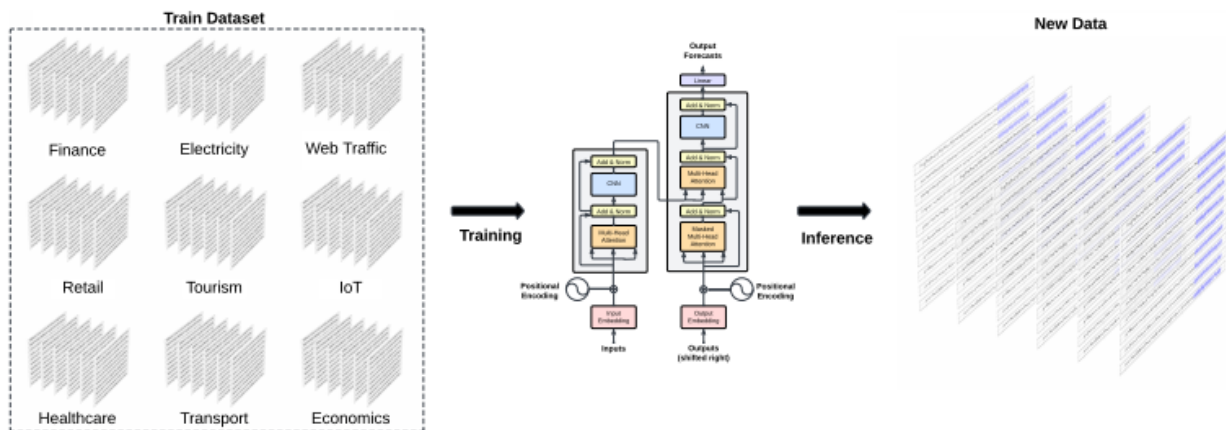 Train Dataset
Finance
Electricity
Web Traffic
Retail
Tourism
IoT
Healthcare
Transport
Economics
Training
Output
Forecasts
Linear
Add & Norm
CNN
Add & Norm
Multi-Head
Attention
Add & Norm
Masked
Multi-Head
Attention
Add & Norm
CNN
Add & Norm
Multi-Head
Attention
Positional
Encoding
Positional
Encoding
Input
Embedding
Output
Embedding
Inputs
Outputs
(shifted right)
Inference
New Data